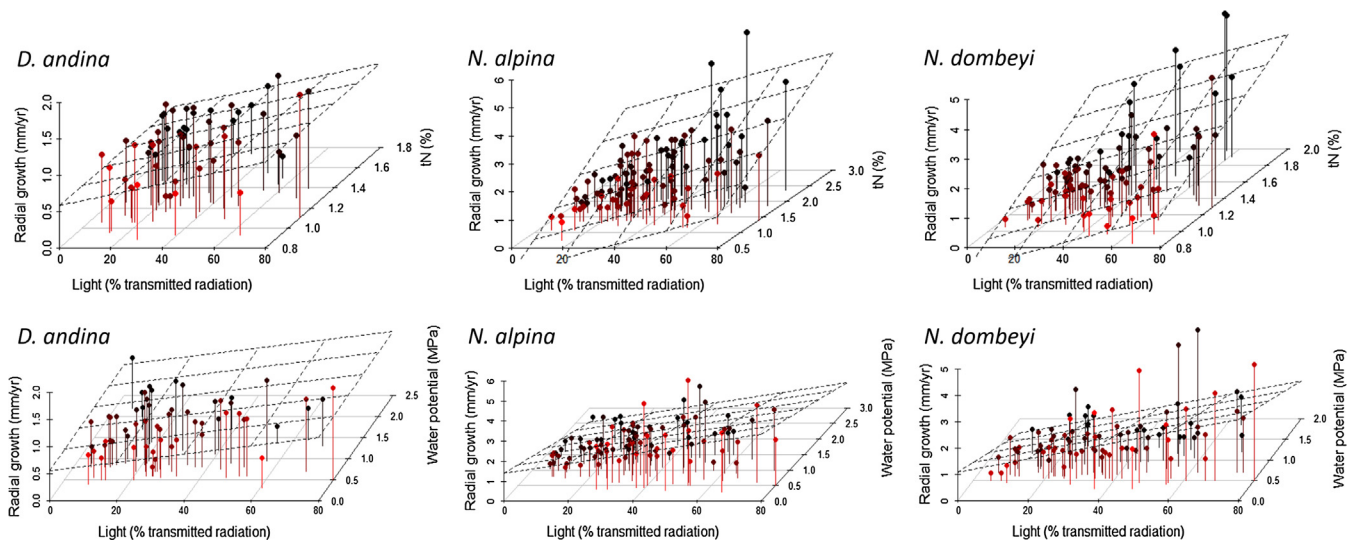 D. andina
Radial growth (mm/yr)
0.0 0.5 1.0 1.5 2.0
0 20 40 60 80
Light (% transmitted radiation)
0.8 1.0 1.2 1.4 1.6 1.8
tN (%)
N. alpina
Radial growth (mm/yr)
0 1 2 3 4 5 6
0 20 40 60 80
Light (% transmitted radiation)
0.5 1.0 1.5 2.0 2.5 3.0
tN (%)
N. dombeyi
Radial growth (mm/yr)
0 1 2 3 4 5
0 20 40 60 80
Light (% transmitted radiation)
0.8 1.0 1.2 1.4 1.6 1.8 2.0
tN (%)
D. andina
Radial growth (mm/yr)
0.0 0.5 1.0 1.5 2.0
0 20 40 60 80
Light (% transmitted radiation)
0.0 0.5 1.0 1.5 2.0 2.5
Water potential (MPa)
N. alpina
Radial growth (mm/yr)
0 1 2 3 4 5 6
0 20 40 60 80
Light (% transmitted radiation)
0.0 0.5 1.0 1.5 2.0 2.5 3.0
Water potential (MPa)
N. dombeyi
Radial growth (mm/yr)
0 1 2 3 4 5
0 20 40 60 80
Light (% transmitted radiation)
0.0 0.5 1.0 1.5 2.0
Water potential (MPa)